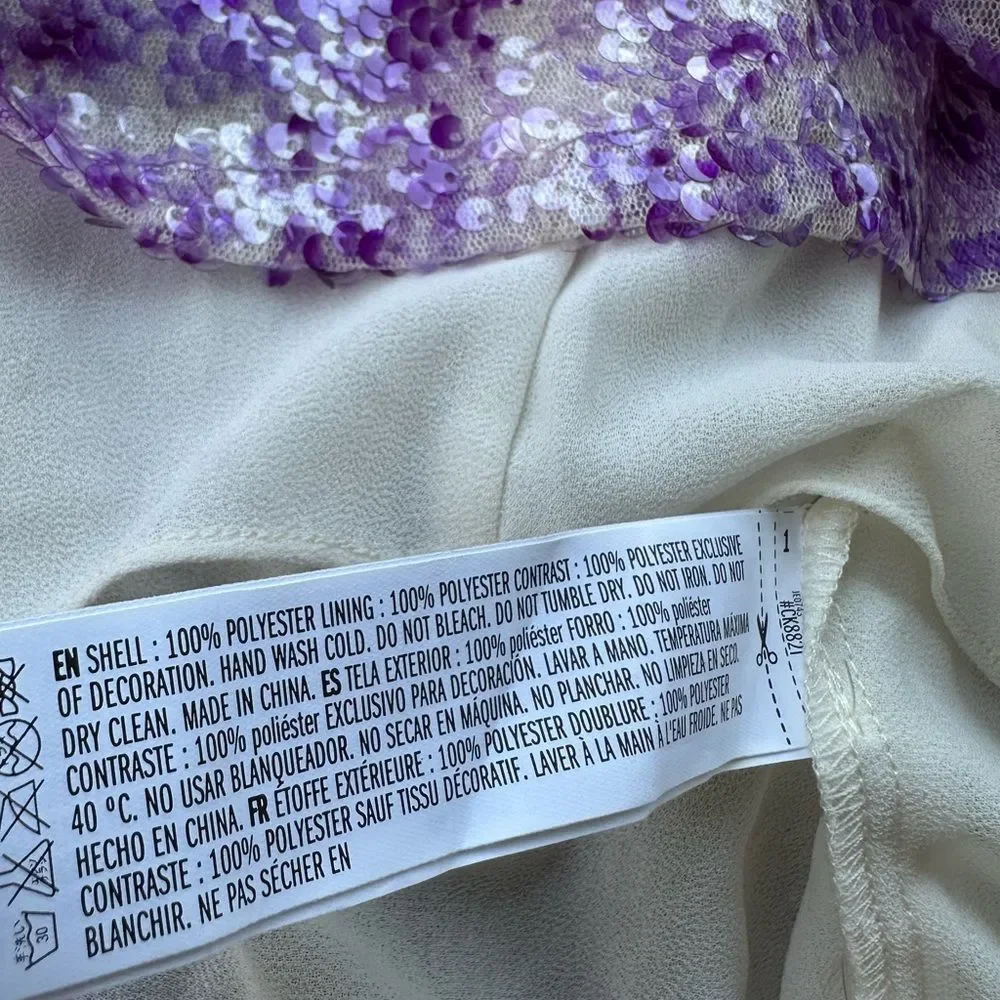 EN SHELL : 100% POLYESTER LINING : 100% POLYESTER CONTRAST : 100% POLYESTER EXCLUSIVE
OF DECORATION. HAND WASH COLD. DO NOT BLEACH. DO NOT TUMBLE DRY. DO NOT IRON. DO NOT
DRY CLEAN. MADE IN CHINA. ES TELA EXTERIOR : 100% poliéster FORRO : 100% poliéster
CONTRASTE : 100% poliéster EXCLUSIVO PARA DECORACIÓN. LAVAR A MANO. TEMPERATURA MÁXIMA
40 ºC. NO USAR BLANQUEADOR. NO SECAR EN MÁQUINA. NO PLANCHAR. NO LIMPIEZA EN SECO.
HECHO EN CHINA. FR ÉTOFFE EXTÉRIEURE : 100% POLYESTER DOUBLURE : 100% POLYESTER
CONTRASTE : 100% POLYESTER SAUF TISSU DÉCORATIF. LAVER À LA MAIN À L'EAU FROIDE. NE PAS
BLANCHIR. NE PAS SÉCHER EN
1
#CK8821
30